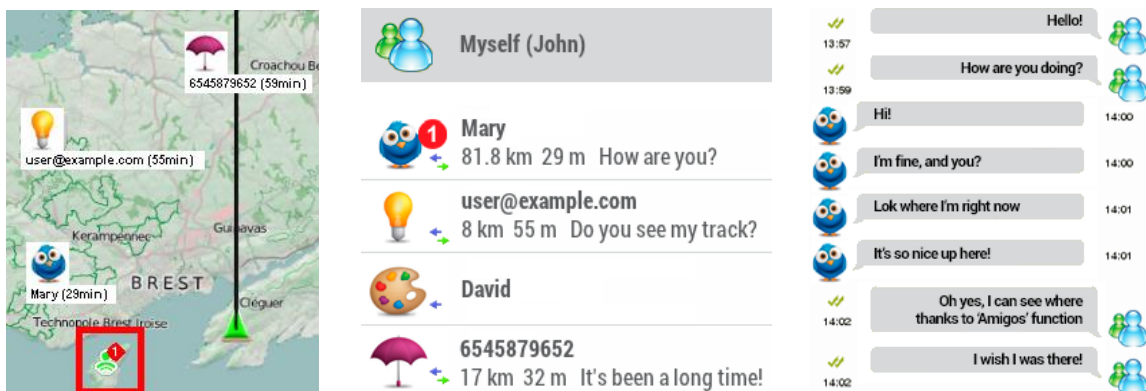 Croachou Be
6545879652 (59min)
user@example.com (55min)
Guipavas
Kerampennec
BREST
Mary (29min)
Cléguer
Technopole Brest Iroise
1
Myself (John)
1
Mary
81.8 km 29 m How are you?
user@example.com
8 km 55 m Do you see my track?
David
6545879652
17 km 32 m It's been a long time!
Hello!
13:57
How are you doing?
13:59
Hi!
14:00
I'm fine, and you?
14:00
Lok where I'm right now
14:01
It's so nice up here!
14:01
Oh yes, I can see where
thanks to 'Amigos' function
14:02
I wish I was there!
14:02